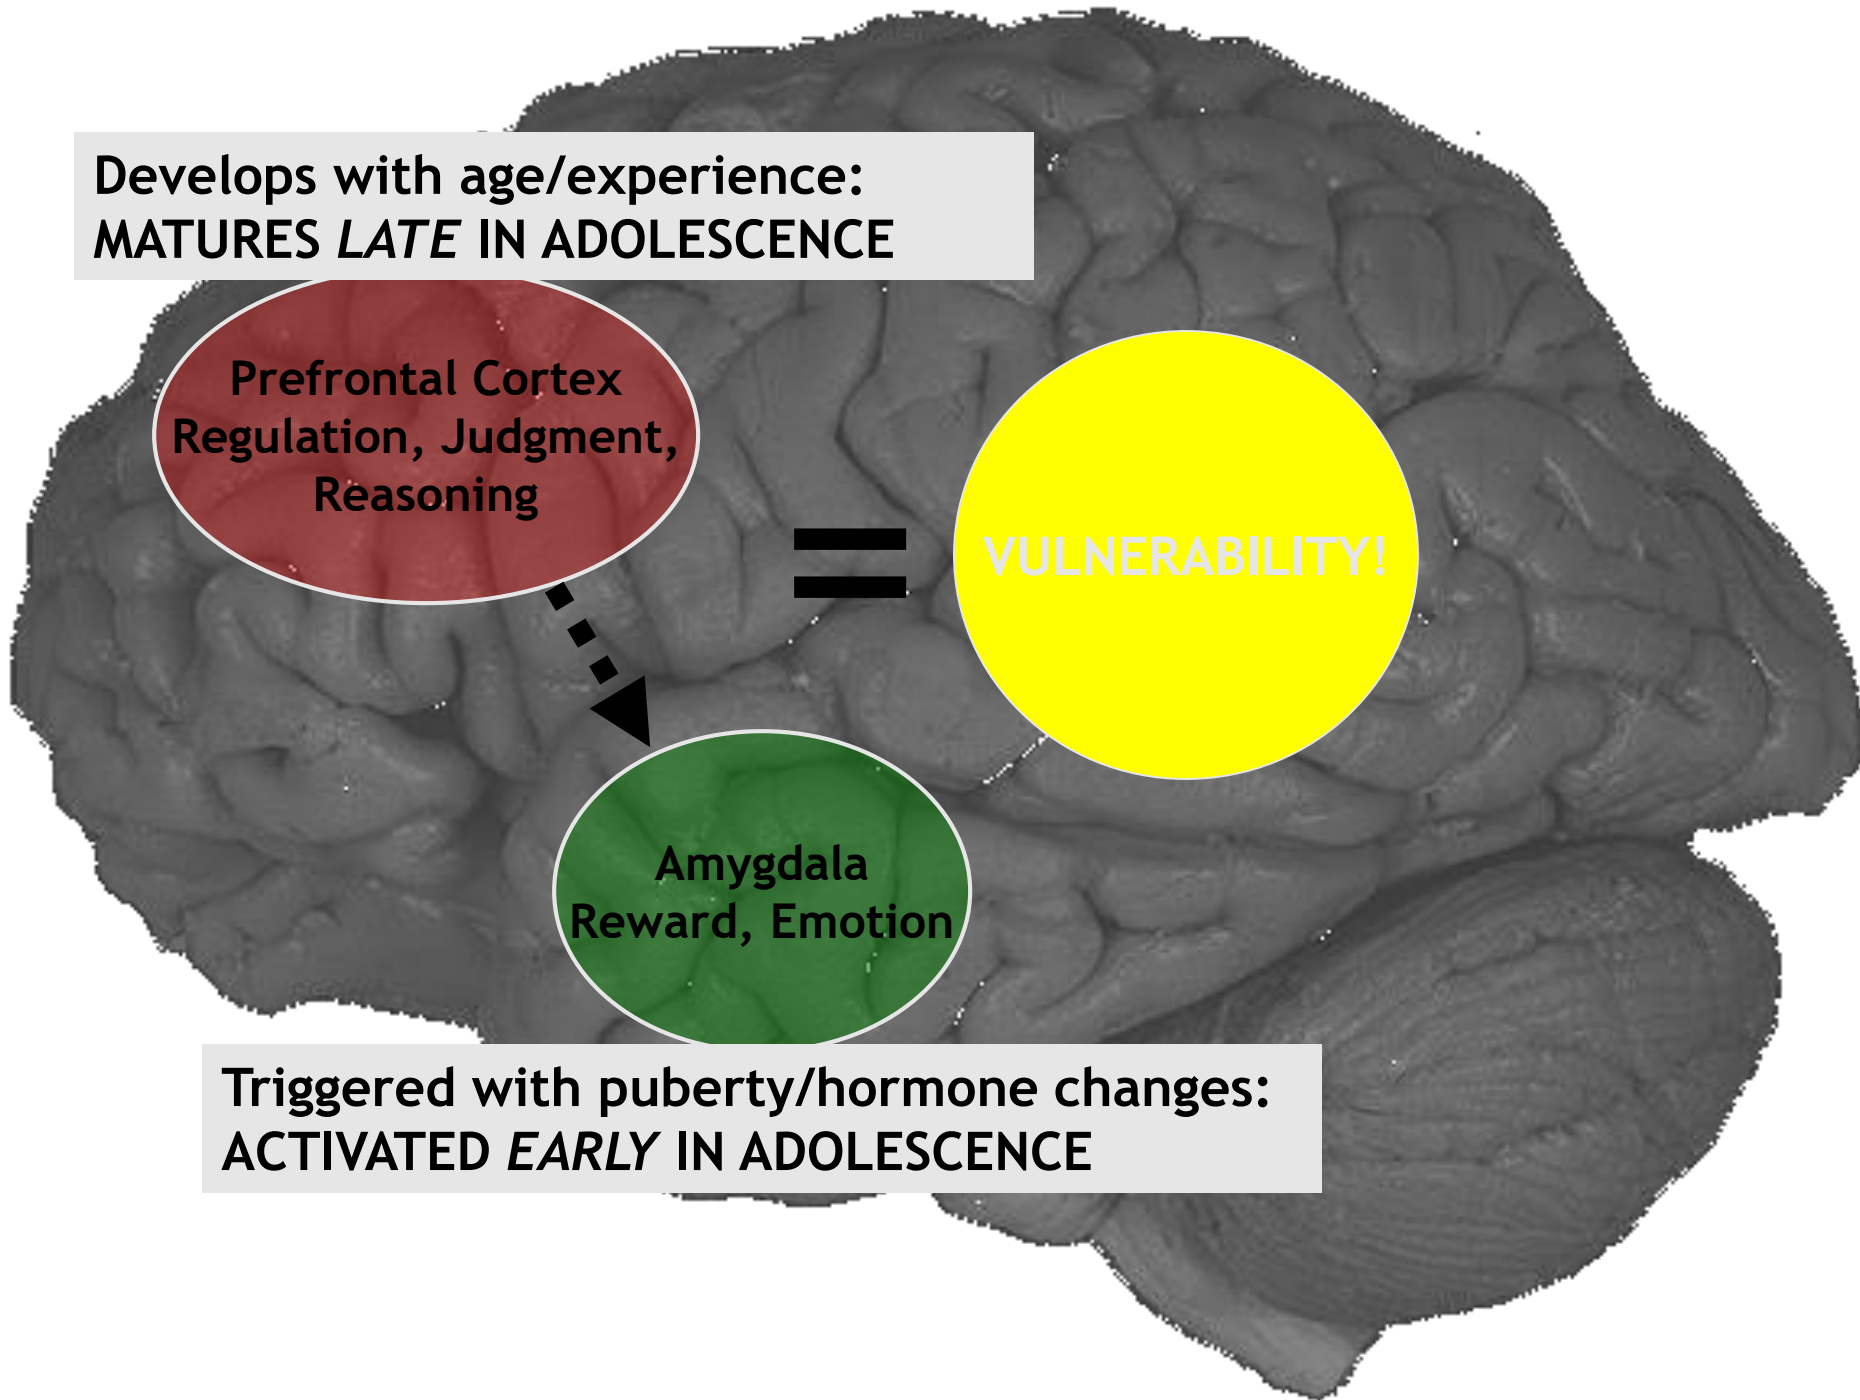 Develops with age/experience:
MATURES LATE IN ADOLESCENCE
Prefrontal Cortex
Regulation, Judgment,
Reasoning
=
VULNERABILITY!
Amygdala
Reward, Emotion
Triggered with puberty/hormone changes:
ACTIVATED EARLY IN ADOLESCENCE